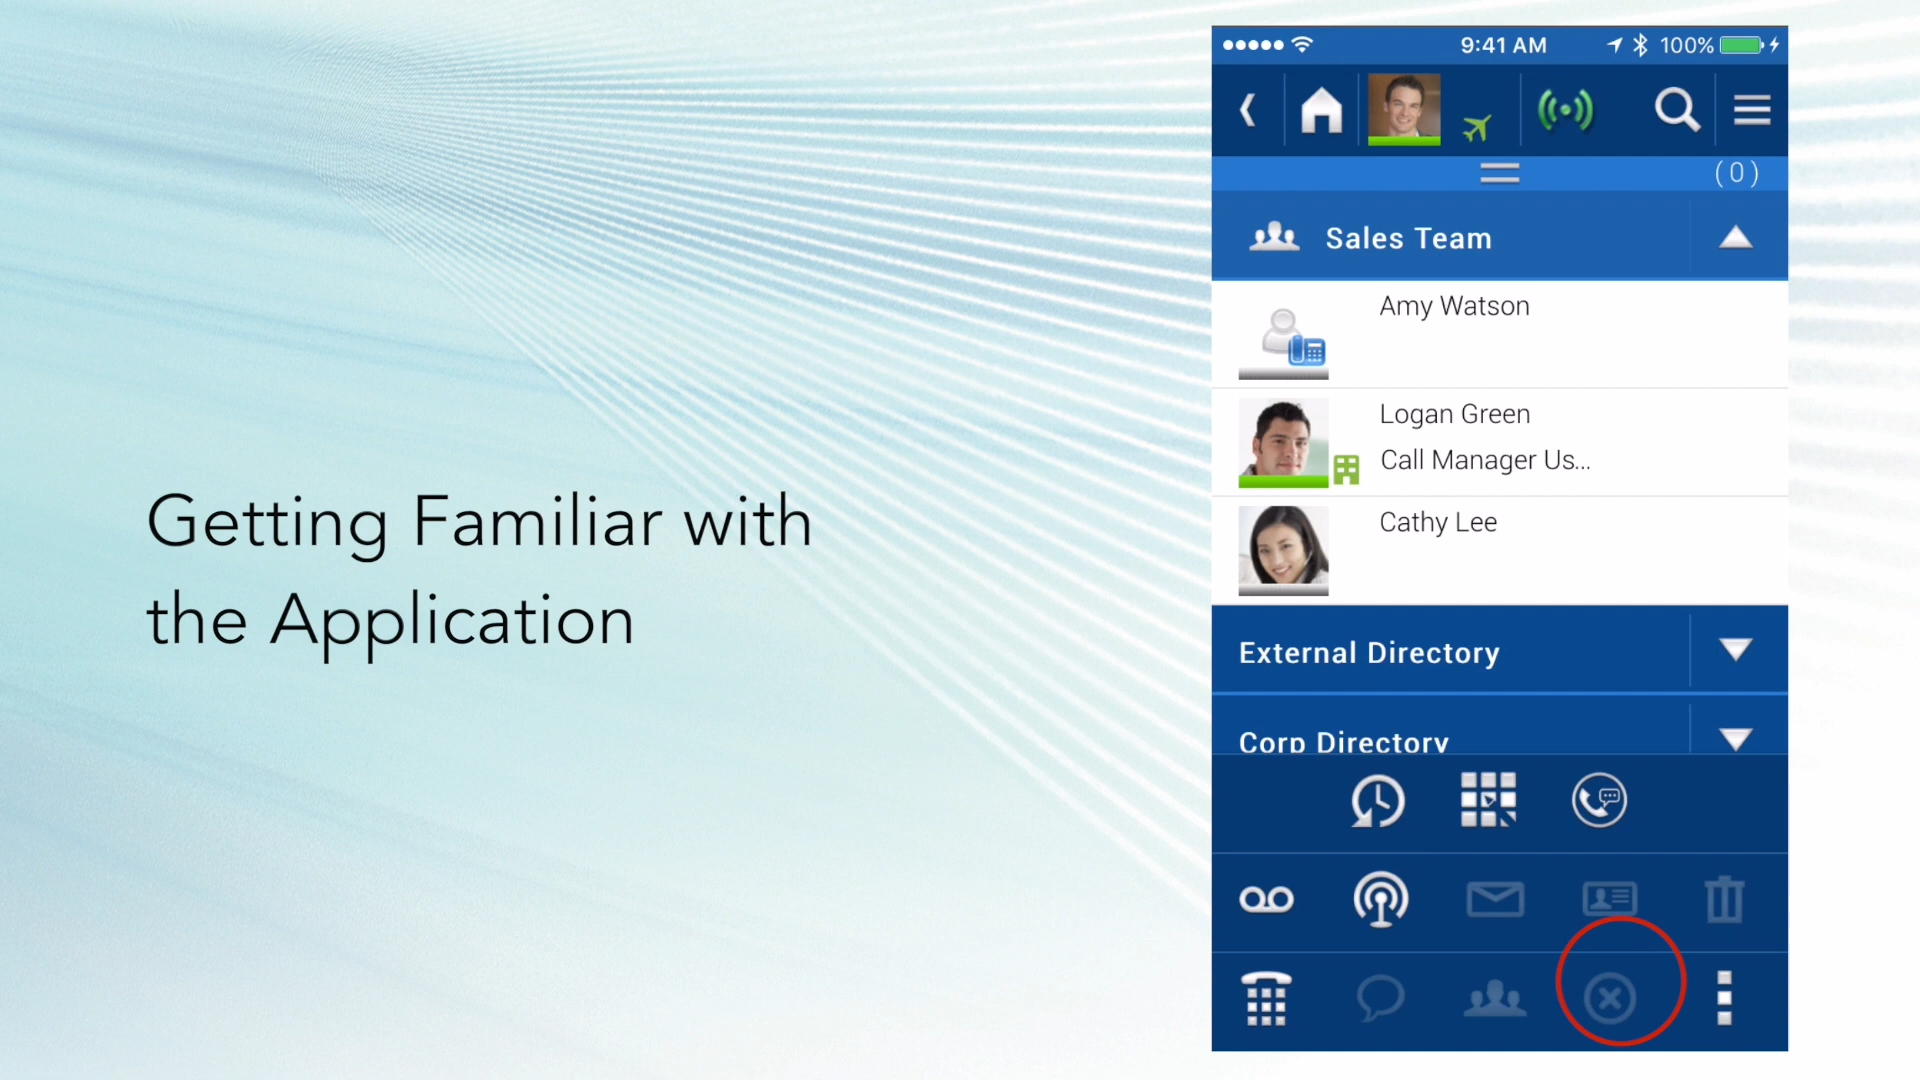 9:41 AM
100%
( 0 )
Sales Team
Amy Watson
Logan Green
Call Manager Us...
Cathy Lee
Getting Familiar with
the Application
External Directory
Corp Directory